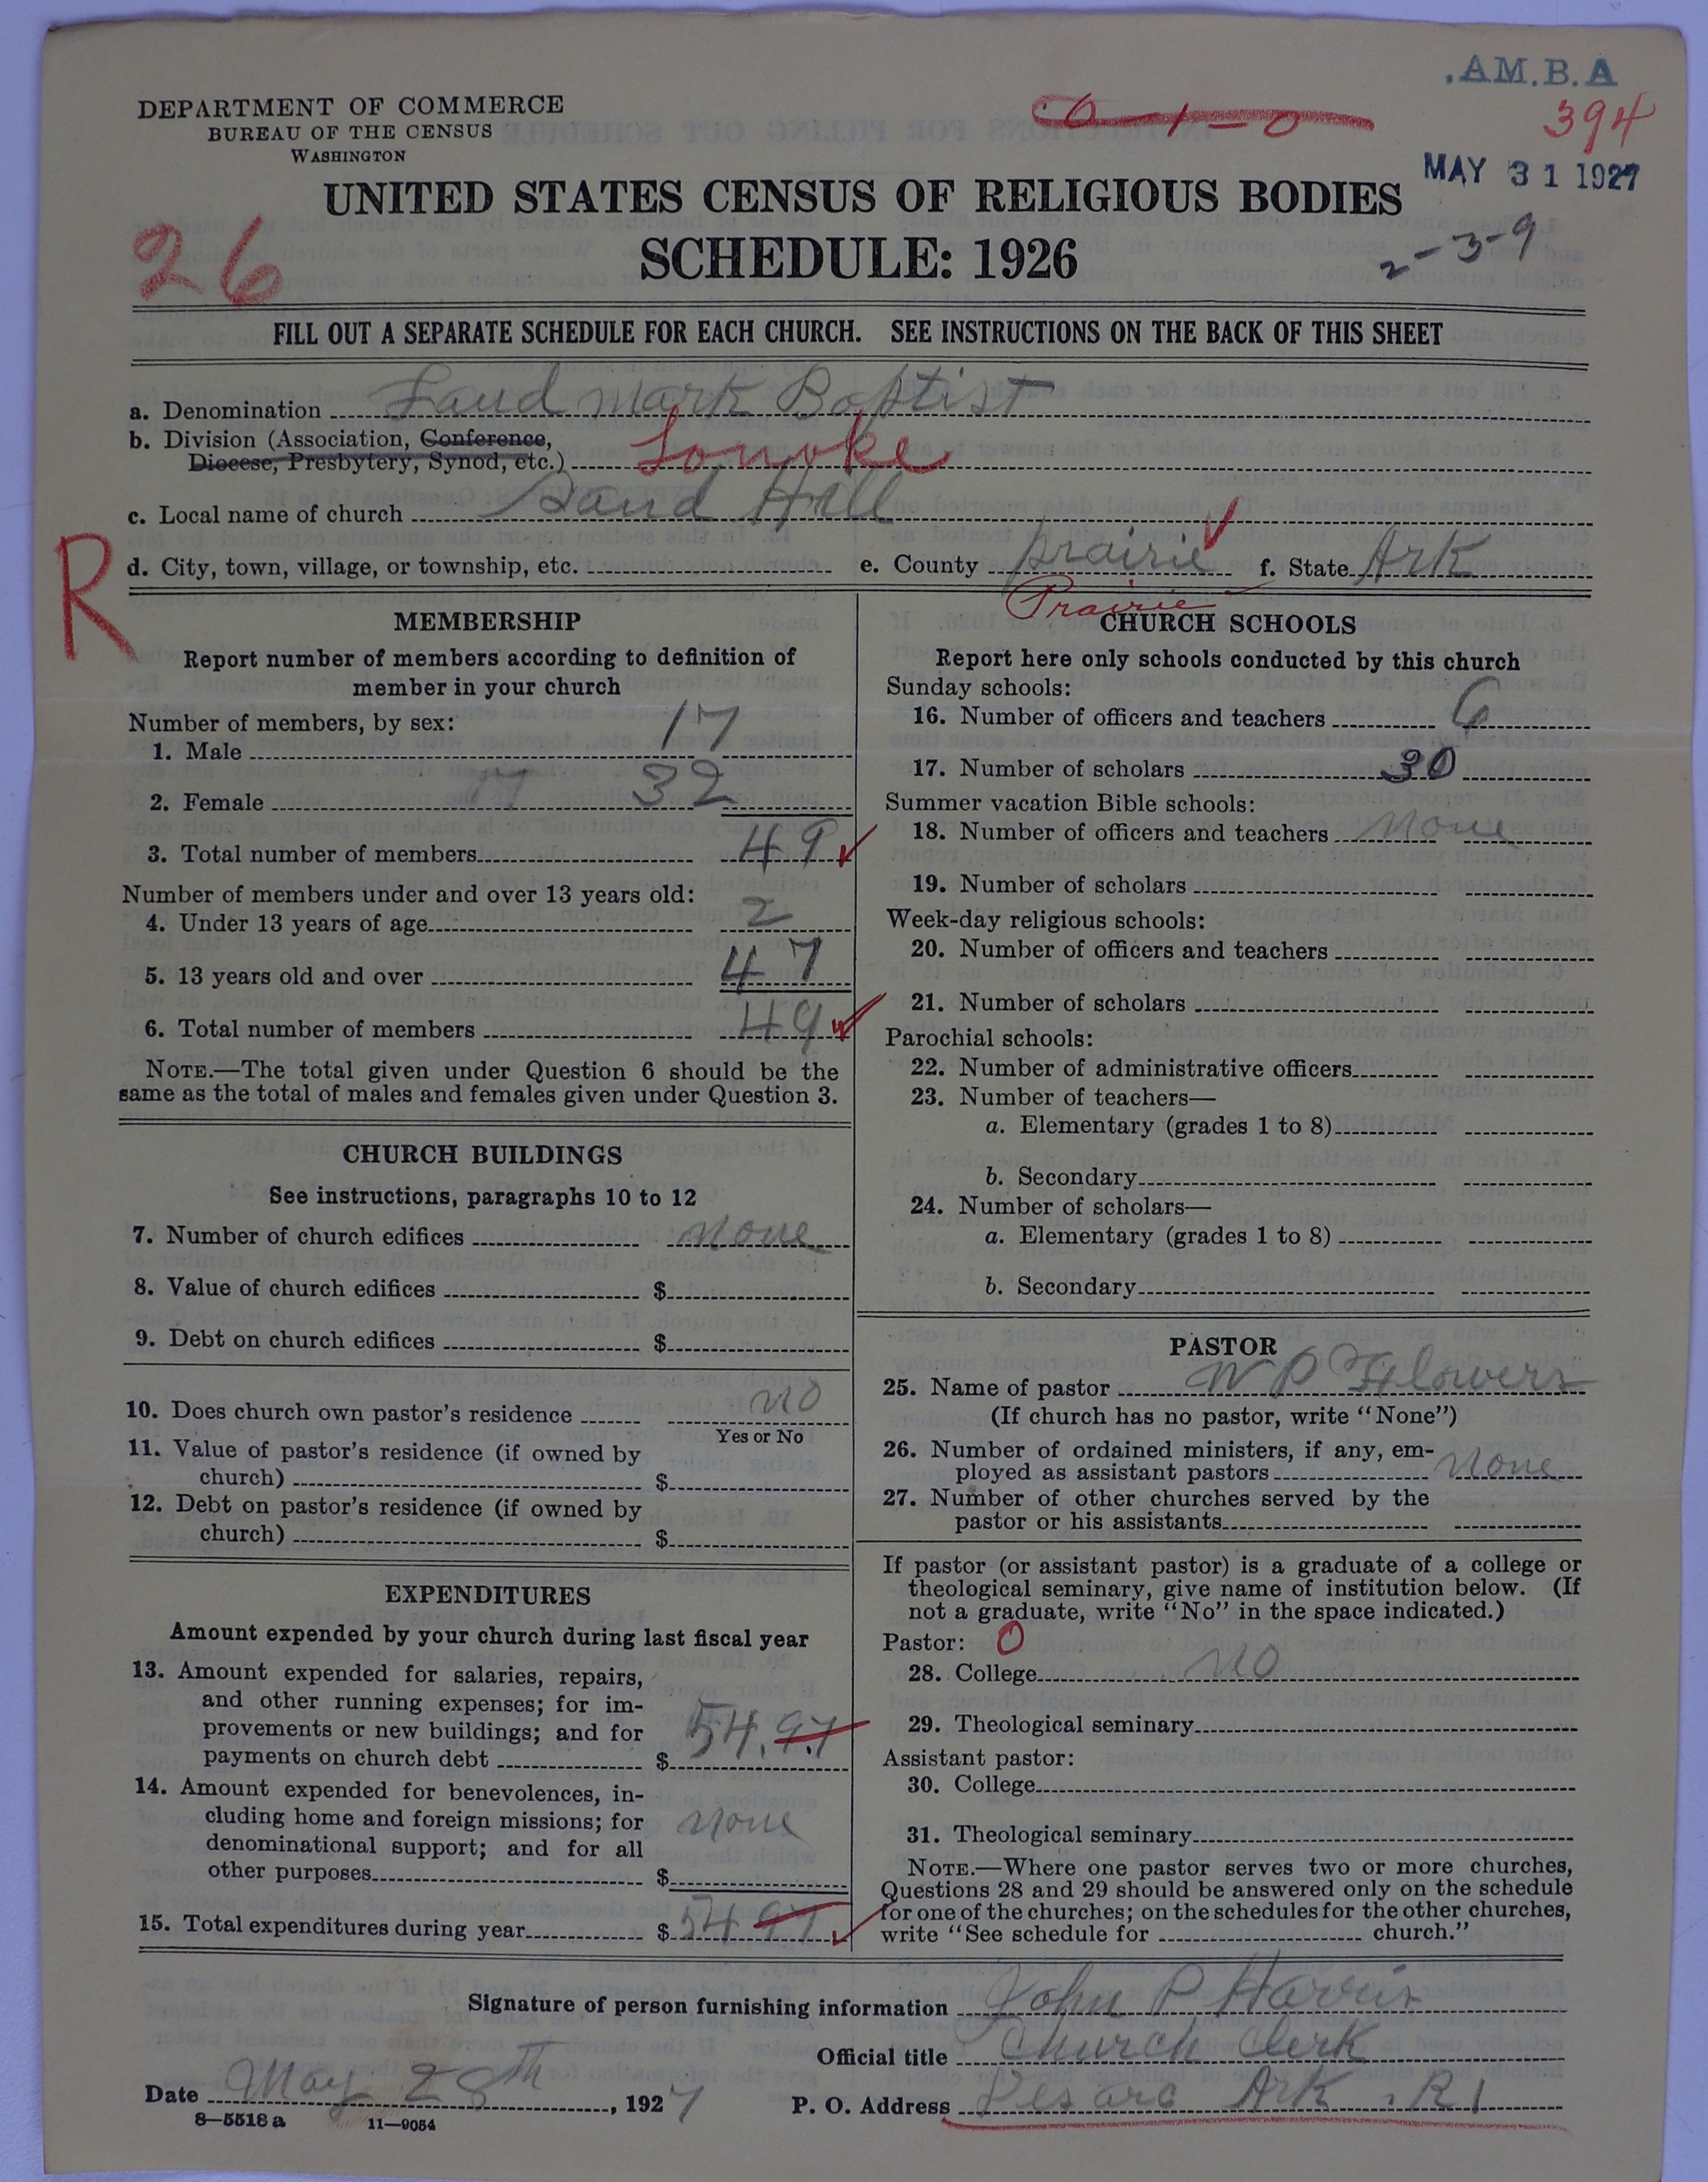 .AM.B.A
394
DEPARTMENT OF COMMERCE
BUREAU OF THE CENSUS
WASHINGTON
0-1-0
MAY 31 1927
UNITED STATES CENSUS OF RELIGIOUS BODIES
SCHEDULE: 1926
26
2-3-9
FILL OUT A SEPARATE SCHEDULE FOR EACH CHURCH. SEE INSTRUCTIONS ON THE BACK OF THIS SHEET
a. Denomination Land Mark Baptist
b. Division (Association, Conference,
Diocese, Presbytery, Synod, etc.) Lonoke
c. Local name of church Sand Hill
R
d. City, town, village, or township, etc. e. County prairie f. State Ark
Prairie
MEMBERSHIP
Report number of members according to definition of
member in your church
Number of members, by sex:
1. Male 17
2. Female 32
3. Total number of members 49
Number of members under and over 13 years old:
4. Under 13 years of age 2
5. 13 years old and over 47
6. Total number of members 49
NOTE.—The total given under Question 6 should be the
same as the total of males and females given under Question 3.
CHURCH BUILDINGS
See instructions, paragraphs 10 to 12
7. Number of church edifices none
8. Value of church edifices $
9. Debt on church edifices $
10. Does church own pastor's residence no
Yes or No
11. Value of pastor's residence (if owned by
church) $
12. Debt on pastor's residence (if owned by
church) $
EXPENDITURES
Amount expended by your church during last fiscal year
13. Amount expended for salaries, repairs,
and other running expenses; for im-
provements or new buildings; and for
payments on church debt $ 54.97
14. Amount expended for benevolences, in-
cluding home and foreign missions; for
denominational support; and for all
other purposes $ none
15. Total expenditures during year $ 54 97
CHURCH SCHOOLS
Report here only schools conducted by this church
Sunday schools:
16. Number of officers and teachers 6
17. Number of scholars 30
Summer vacation Bible schools:
18. Number of officers and teachers none
19. Number of scholars
Week-day religious schools:
20. Number of officers and teachers
21. Number of scholars
Parochial schools:
22. Number of administrative officers
23. Number of teachers—
a. Elementary (grades 1 to 8)
b. Secondary
24. Number of scholars—
a. Elementary (grades 1 to 8)
b. Secondary
PASTOR
25. Name of pastor W P Flowers
(If church has no pastor, write "None")
26. Number of ordained ministers, if any, em-
ployed as assistant pastors none
27. Number of other churches served by the
pastor or his assistants
If pastor (or assistant pastor) is a graduate of a college or
theological seminary, give name of institution below. (If
not a graduate, write "No" in the space indicated.)
Pastor: 0
28. College no
29. Theological seminary
Assistant pastor:
30. College
31. Theological seminary
NOTE.—Where one pastor serves two or more churches,
Questions 28 and 29 should be answered only on the schedule
for one of the churches; on the schedules for the other churches,
write "See schedule for church."
Signature of person furnishing information John P Harris
Official title Church Clerk
Date May 28th, 1927 P. O. Address Desarc Ark. R1
8—5518 a 11—9054